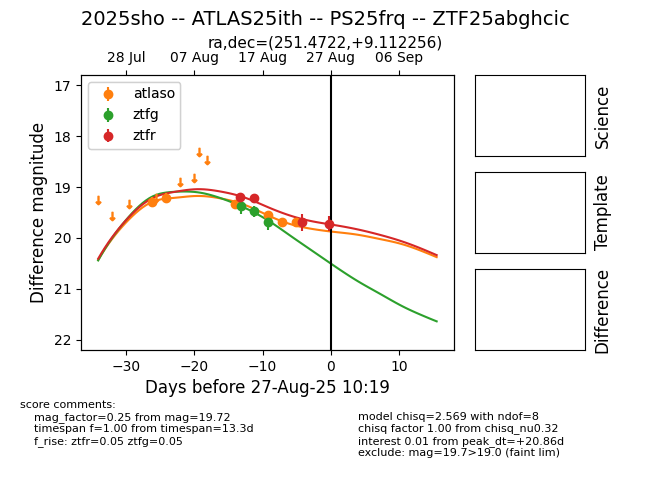 2025sho -- ATLAS25ith -- PS25frq -- ZTF25abghcic
ra,dec=(251.4722,+9.112256)
28 Jul 07 Aug 17 Aug 27 Aug 06 Sep
atlaso
ztfg
ztfr
17
18
19
20
21
22
Difference magnitude
−30 −20 −10 0 10
Days before 27-Aug-25 10:19
Science
Template
Difference
score comments:
mag_factor=0.25 from mag=19.72
timespan f=1.00 from timespan=13.3d
f_rise: ztfr=0.05 ztfg=0.05
model chisq=2.569 with ndof=8
chisq factor 1.00 from chisq_nu0.32
interest 0.01 from peak_dt=+20.86d
exclude: mag=19.7>19.0 (faint lim)